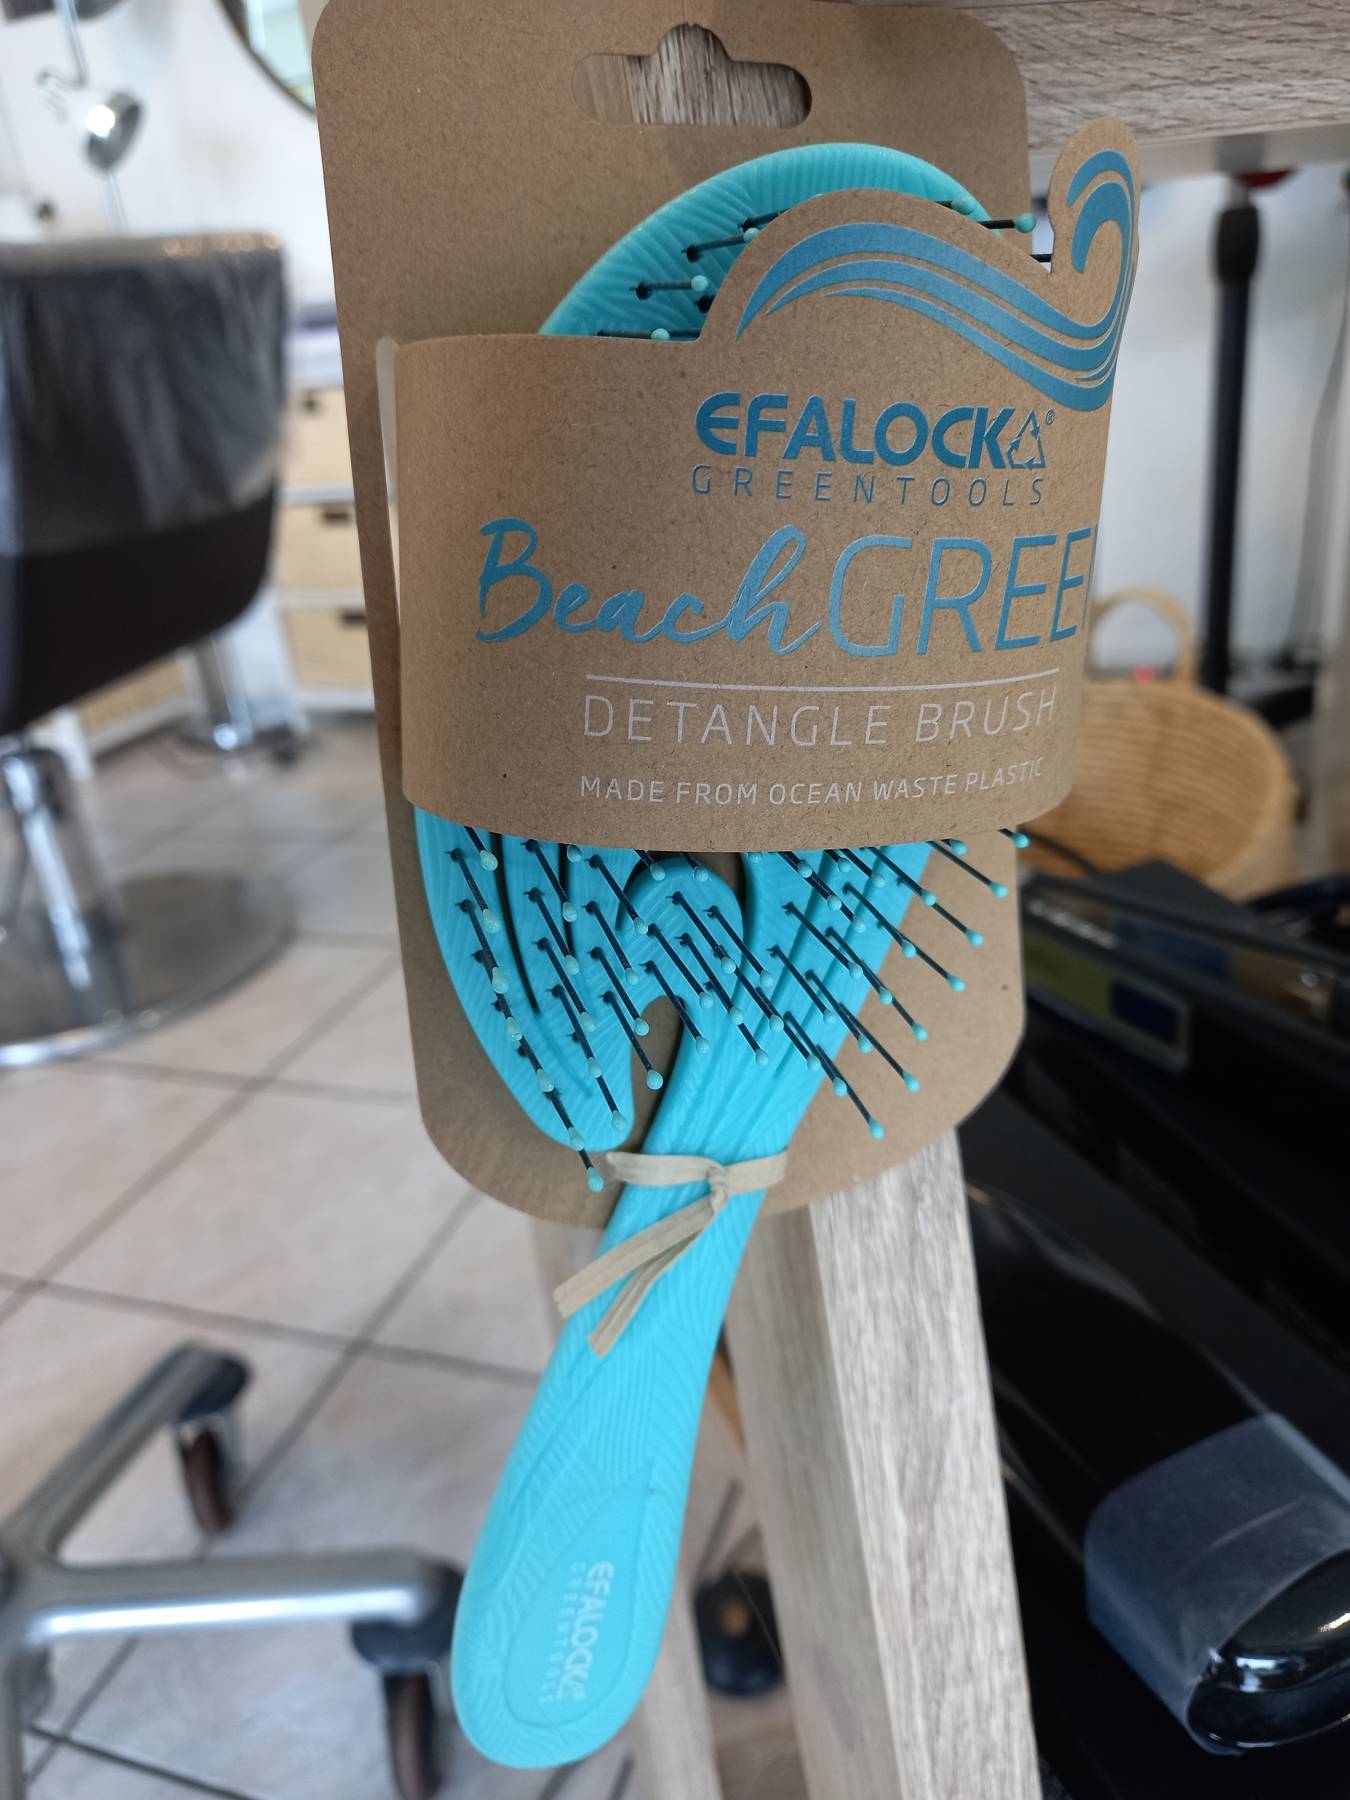 EFALOCK®
GREENTOOLS
BeachGREE
DETANGLE BRUSH
MADE FROM OCEAN WASTE PLASTIC
EFALOCK
GREENTOOLS